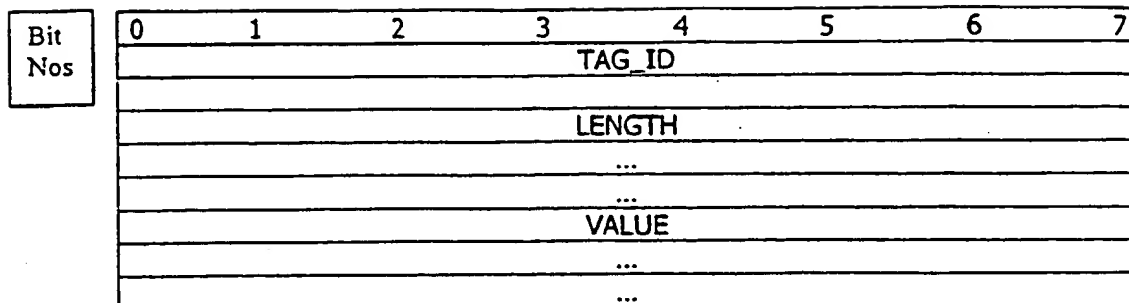 Bit
Nos
0 1 2 3 4 5 6 7
TAG_ID
LENGTH
...
...
VALUE
...
...